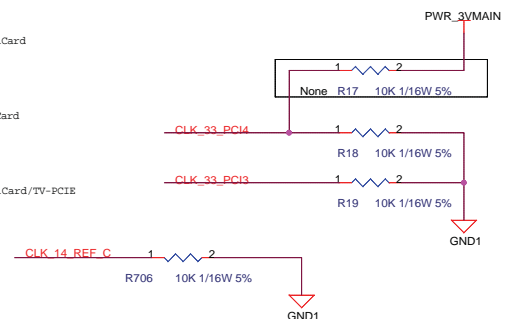 PWR_3VMAIN
Card
1 2
None R17 10K 1/16W 5%
Card
CLK_33_PCI4 1 2
R18 10K 1/16W 5%
CLK_33_PCI3 1 2
Card/TV-PCIE
R19 10K 1/16W 5%
GND1
CLK_14_REF_C 1 2
R706 10K 1/16W 5%
GND1